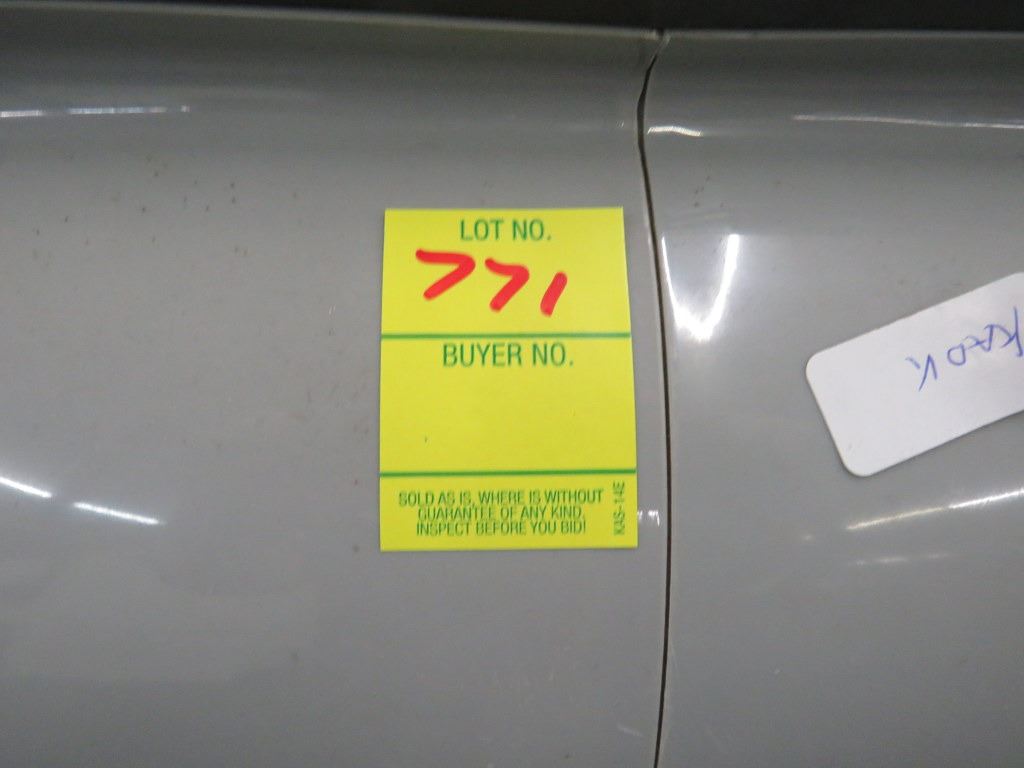 LOT NO.
771
BUYER NO.
SOLD AS IS, WHERE IS WITHOUT
GUARANTEE OF ANY KIND.
INSPECT BEFORE YOU BID!
KAS-14E